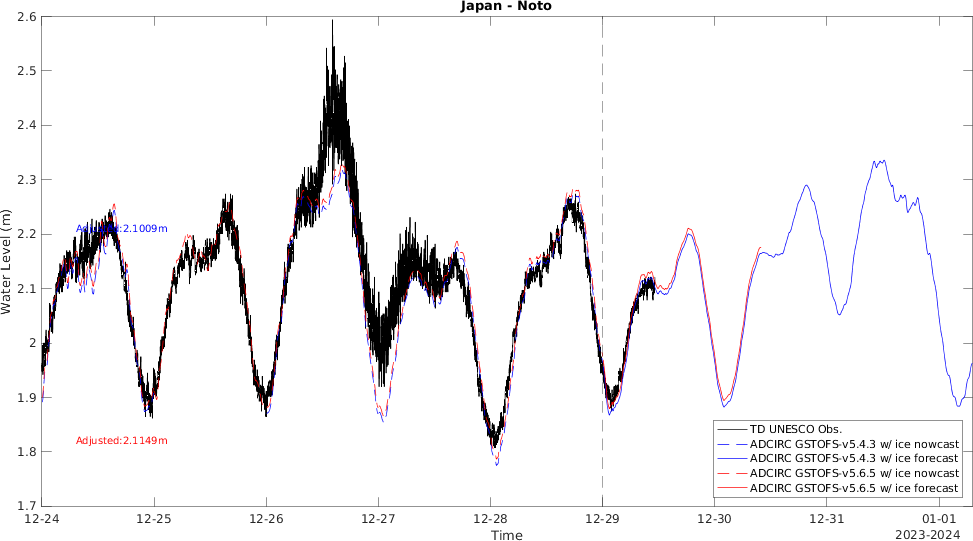 Japan - Noto
2.6
2.5
2.4
2.3
2.2
2.1
2
1.9
1.8
1.7
Water Level (m)
Adjusted:2.1009m
Adjusted:2.1149m
TD UNESCO Obs.
ADCIRC GSTOFS-v5.4.3 w/ ice nowcast
ADCIRC GSTOFS-v5.4.3 w/ ice forecast
ADCIRC GSTOFS-v5.6.5 w/ ice nowcast
ADCIRC GSTOFS-v5.6.5 w/ ice forecast
12-24 12-25 12-26 12-27 12-28 12-29 12-30 12-31 01-01
Time
2023-2024